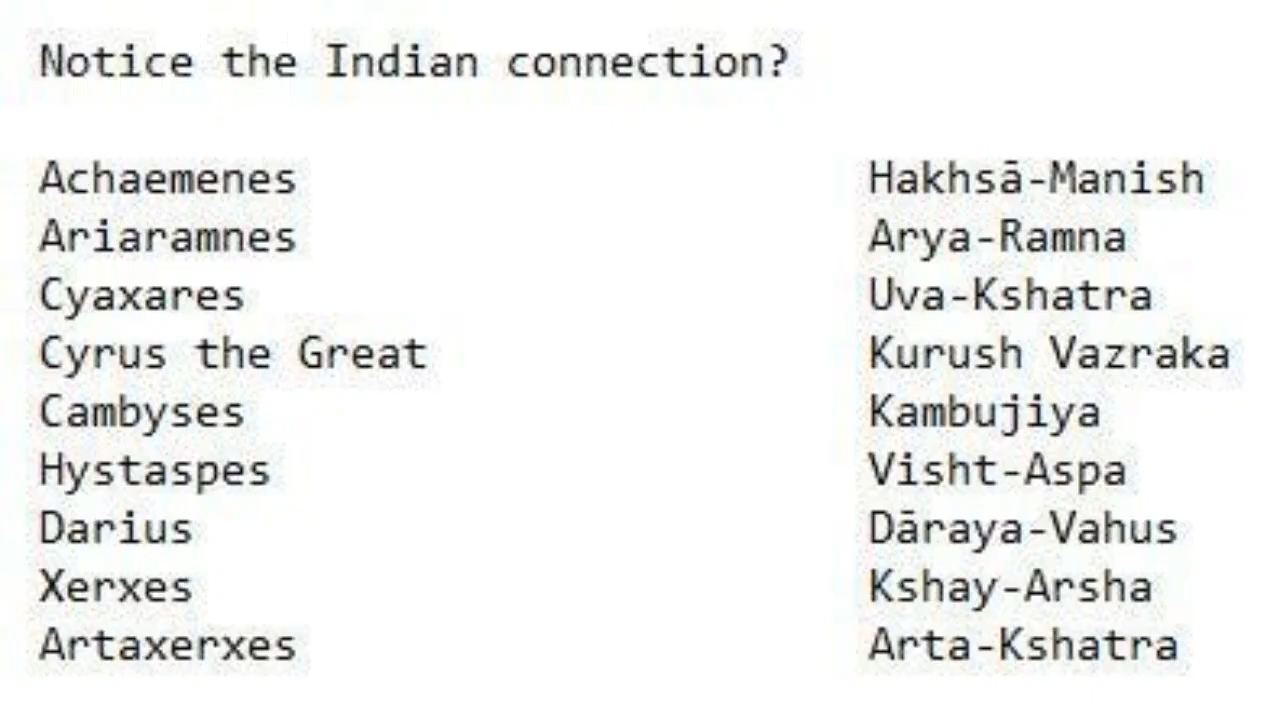 Notice the Indian connection?
Achaemenes Hakhsā-Manish
Ariaramnes Arya-Ramna
Cyaxares Uva-Kshatra
Cyrus the Great Kurush Vazraka
Cambyses Kambujiya
Hystaspes Visht-Aspa
Darius Dāraya-Vahus
Xerxes Kshay-Arsha
Artaxerxes Arta-Kshatra